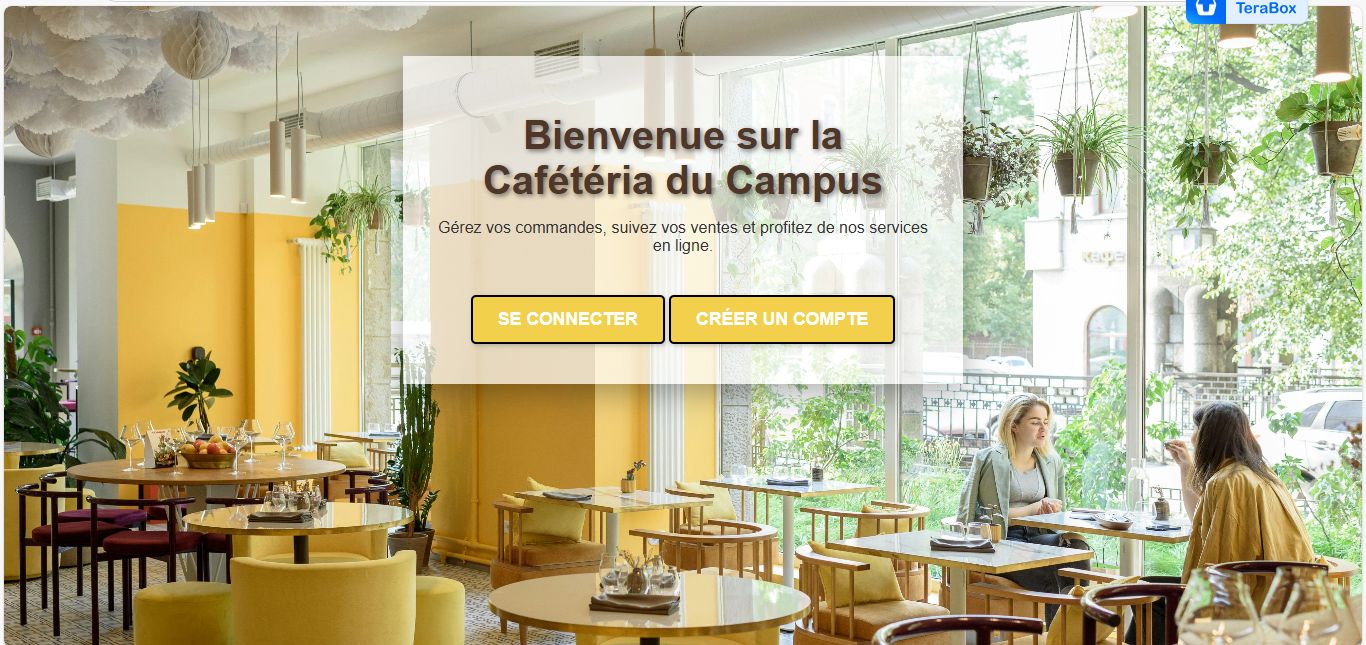 TeraBox
Bienvenue sur la
Cafétéria du Campus
Gérez vos commandes, suivez vos ventes et profitez de nos services
en ligne.
SE CONNECTER
CRÉER UN COMPTE